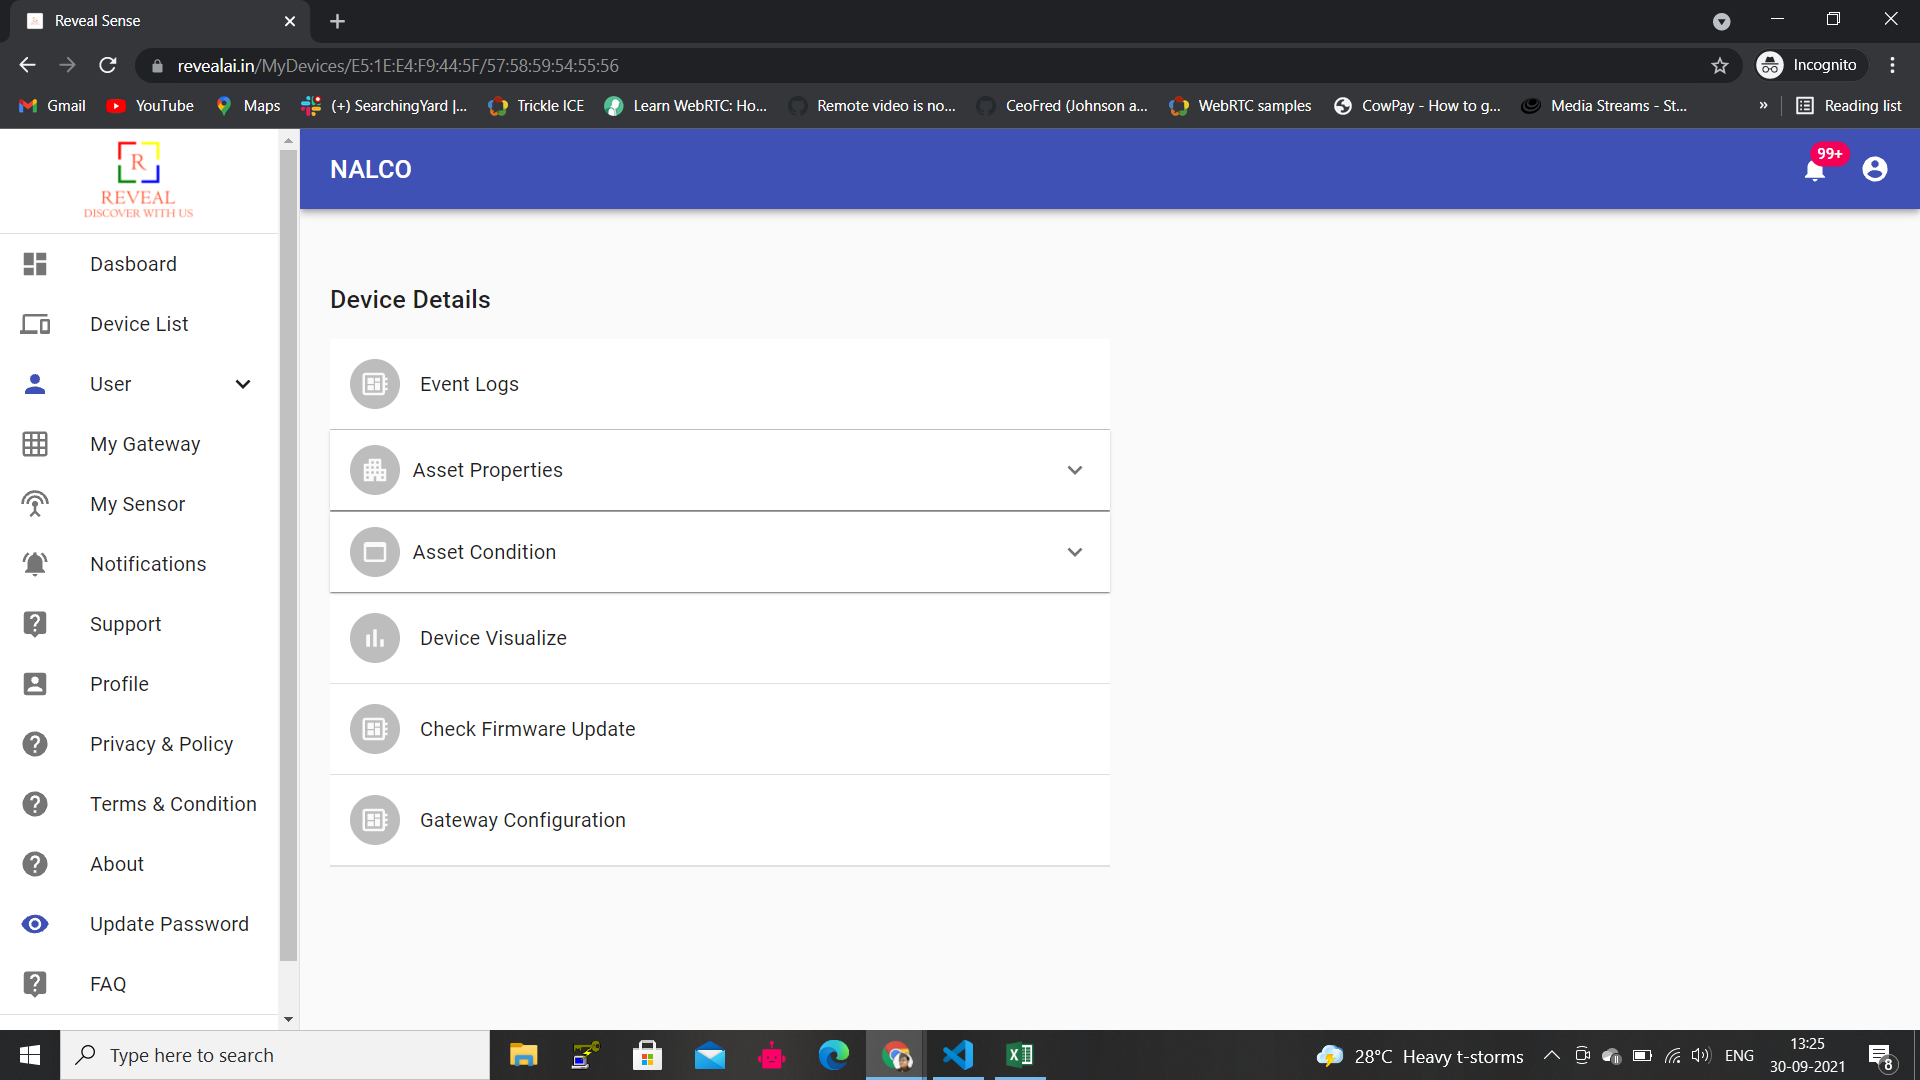 Reveal Sense
revealai.in/MyDevices/E5:1E:E4:F9:44:5F/57:58:59:54:55:56
Incognito
Gmail
YouTube
Maps
(+) SearchingYard |...
Trickle ICE
Learn WebRTC: Ho...
Remote video is no...
CeoFred (Johnson a...
WebRTC samples
CowPay - How to g...
Media Streams - St...
»
Reading list
R
REVEAL
DISCOVER WITH US
NALCO
99+
Dasboard
Device List
User
My Gateway
My Sensor
Notifications
Support
Profile
Privacy & Policy
Terms & Condition
About
Update Password
FAQ
Device Details
Event Logs
Asset Properties
Asset Condition
Device Visualize
Check Firmware Update
Gateway Configuration
Type here to search
28°C Heavy t-storms
ENG
13:25
30-09-2021
8